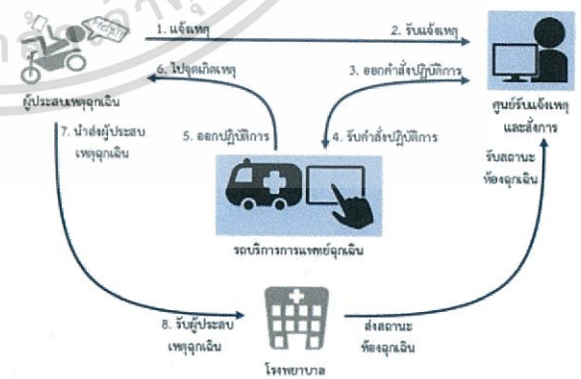 Help!!
1. แจ้งเหตุ
2. รับแจ้งเหตุ
6. ไปจุดเกิดเหตุ
3. ออกคำสั่งปฏิบัติการ
ผู้ประสบเหตุฉุกเฉิน
ศูนย์รับแจ้งเหตุ
และสั่งการ
7. นำส่งผู้ประสบ
เหตุฉุกเฉิน
5. ออกปฏิบัติการ
4. รับคำสั่งปฏิบัติการ
รับสถานะ
ห้องฉุกเฉิน
รถบริการการแพทย์ฉุกเฉิน
8. รับผู้ประสบ
เหตุฉุกเฉิน
ส่งสถานะ
ห้องฉุกเฉิน
โรงพยาบาล